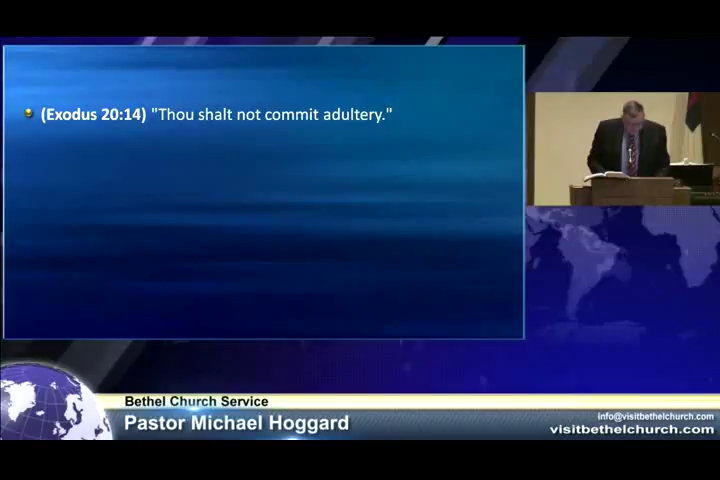 (Exodus 20:14) "Thou shalt not commit adultery."
Bethel Church Service
Pastor Michael Hoggard
info@visitbethelchurch.com
visitbethelchurch.com